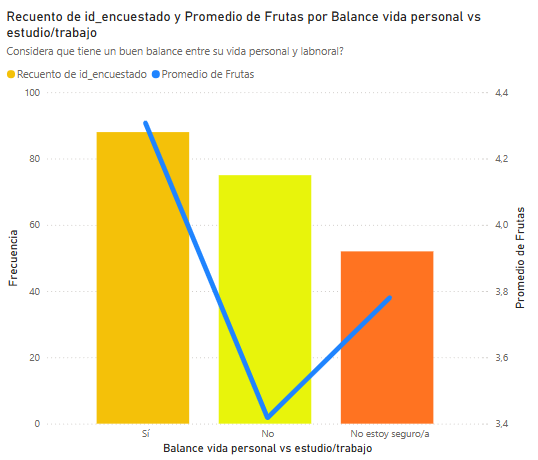 Recuento de id_encuestado y Promedio de Frutas por Balance vida personal vs
estudio/trabajo
Considera que tiene un buen balance entre su vida personal y labnoral?
Recuento de id_encuestado Promedio de Frutas
100 4,4
80 4,2
60 4,0
40 3,8
20 3,6
0 3,4
Frecuencia
Promedio de Frutas
Sí No No estoy seguro/a
Balance vida personal vs estudio/trabajo